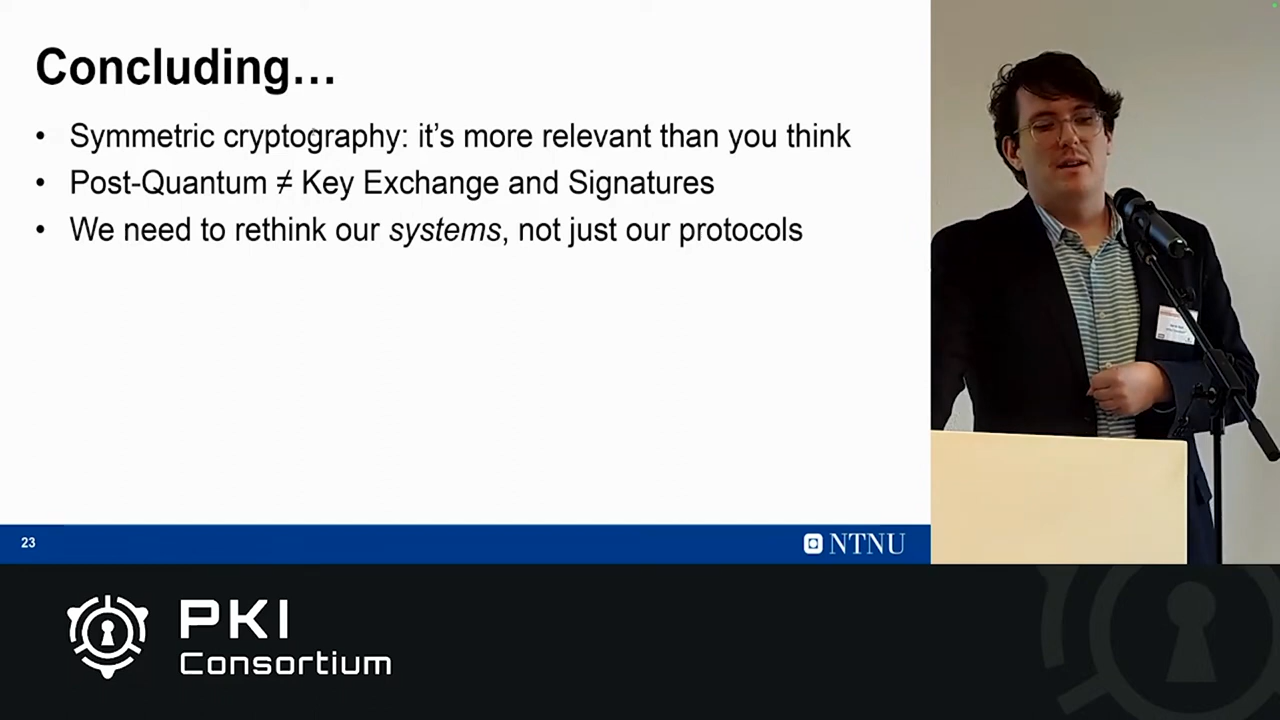 Concluding…
• Symmetric cryptography: it’s more relevant than you think
• Post-Quantum ≠ Key Exchange and Signatures
• We need to rethink our systems, not just our protocols
23
NTNU
PKI
Consortium